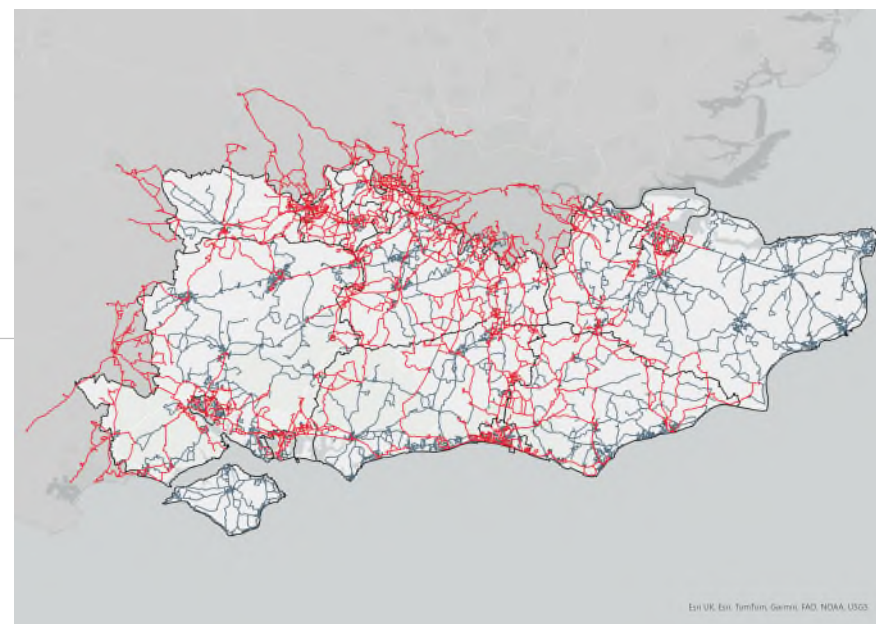 Esri UK, Esri, TomTom, Garmin, FAO, NOAA, USGS